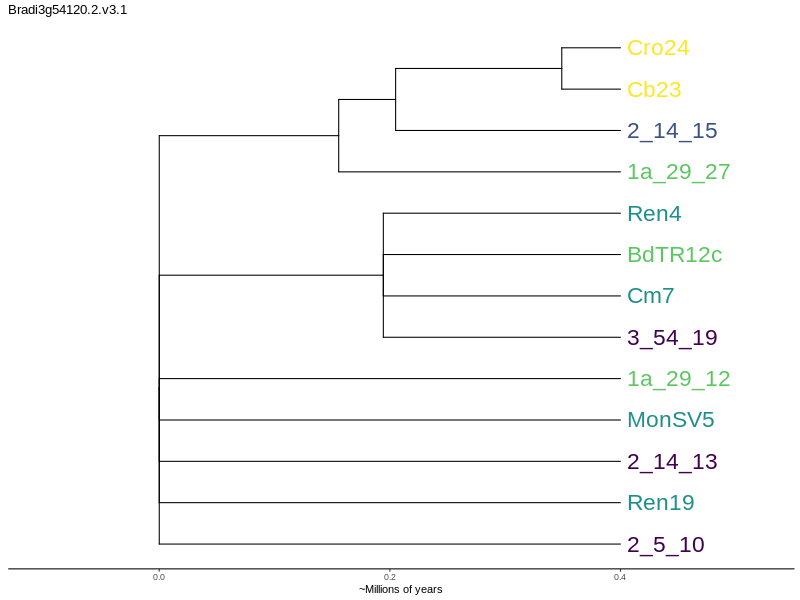 Bradi3g54120.2.v3.1
Cro24
Cb23
2_14_15
1a_29_27
Ren4
BdTR12c
Cm7
3_54_19
1a_29_12
MonSV5
2_14_13
Ren19
2_5_10
0.0 0.2 0.4
~Millions of years